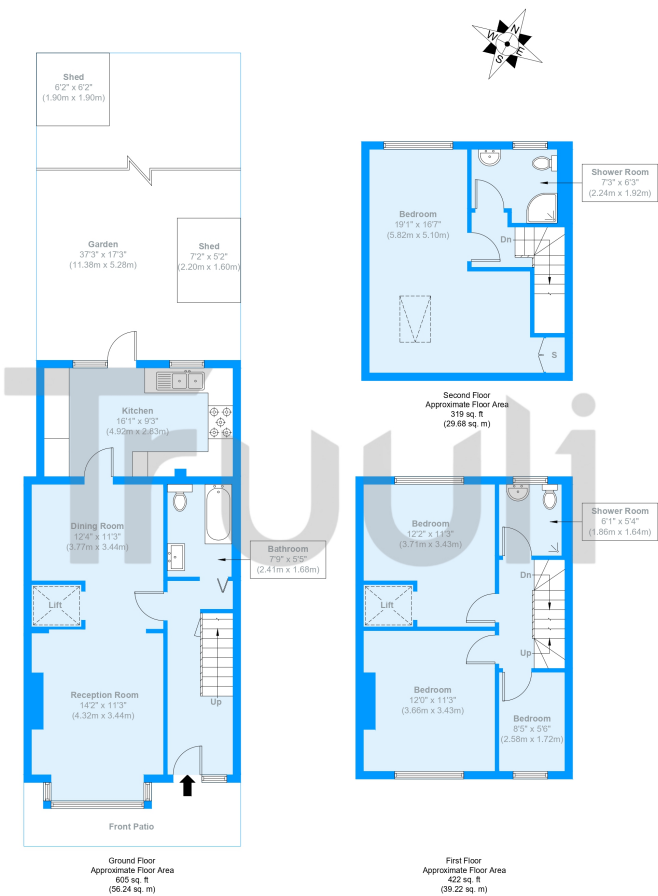 N
W
E
S
Shed
6'2" x 6'2"
(1.90m x 1.90m)
Garden
37'3" x 17'3"
(11.38m x 5.28m)
Shed
7'2" x 5'2"
(2.20m x 1.60m)
Kitchen
16'1" x 9'3"
(4.92m x 2.83m)
Dining Room
12'4" x 11'3"
(3.77m x 3.44m)
Bathroom
7'9" x 5'5"
(2.41m x 1.68m)
Lift
Reception Room
14'2" x 11'3"
(4.32m x 3.44m)
Up
Front Patio
Ground Floor
Approximate Floor Area
605 sq. ft
(56.24 sq. m)
Bedroom
19'1" x 16'7"
(5.82m x 5.10m)
Shower Room
7'3" x 6'3"
(2.24m x 1.92m)
Dn
S
Second Floor
Approximate Floor Area
319 sq. ft
(29.68 sq. m)
Bedroom
12'2" x 11'3"
(3.71m x 3.43m)
Shower Room
6'1" x 5'4"
(1.86m x 1.64m)
Dn
Lift
Up
Bedroom
12'0" x 11'3"
(3.66m x 3.43m)
Bedroom
8'5" x 5'6"
(2.58m x 1.72m)
First Floor
Approximate Floor Area
422 sq. ft
(39.22 sq. m)
Truuli